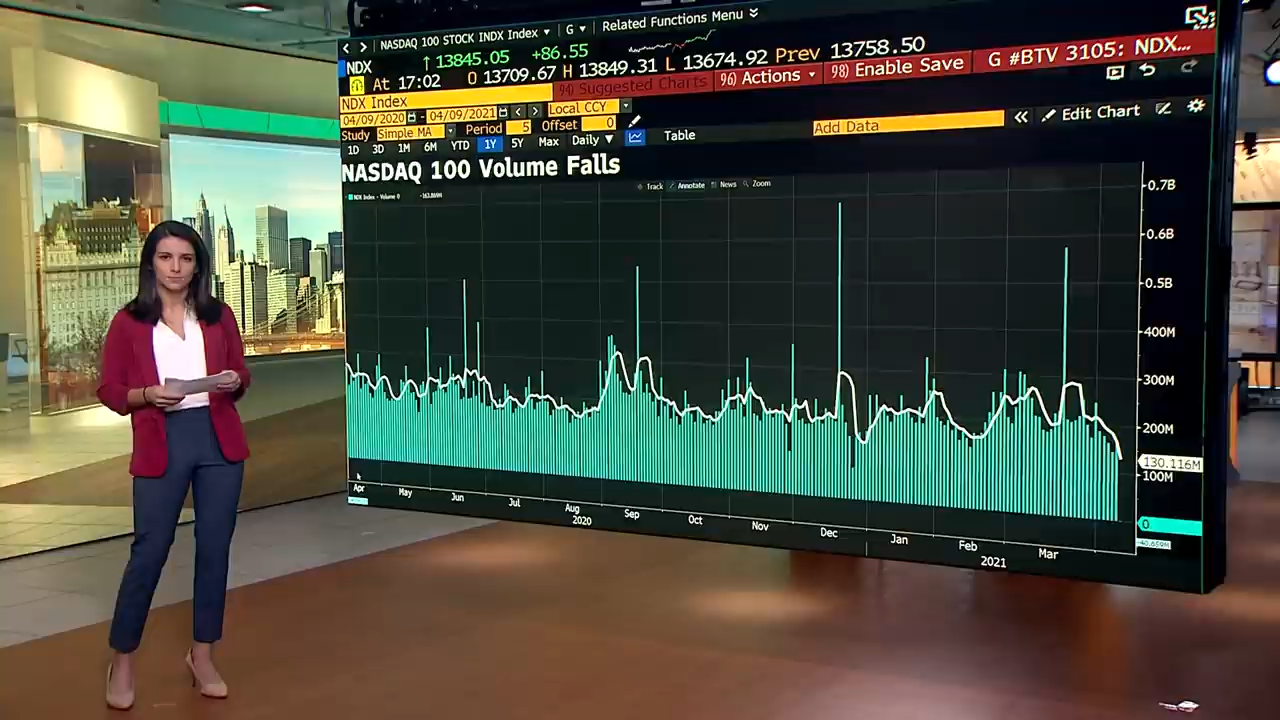 NASDAQ 100 STOCK INDX Index G Related Functions Menu
NDX ↑ 13845.05 +86.55
At 17:02 O 13709.67 H 13849.31 L 13674.92 Prev 13758.50
NDX Index 94) Suggested Charts 96) Actions 98) Enable Save G #BTV 3105: NDX...
04/09/2020 - 04/09/2021 Local CCY
Study Simple MA Period 5 Offset 0 Add Data Edit Chart
1D 3D 1M 6M YTD 1Y 5Y Max Daily Table
NASDAQ 100 Volume Falls
Track Annotate News Zoom
NDX Index - Volume 0
0.7B
0.6B
0.5B
400M
300M
200M
130.116M
100M
0
Apr May Jun Jul Aug Sep Oct Nov Dec Jan Feb Mar
2020 2021